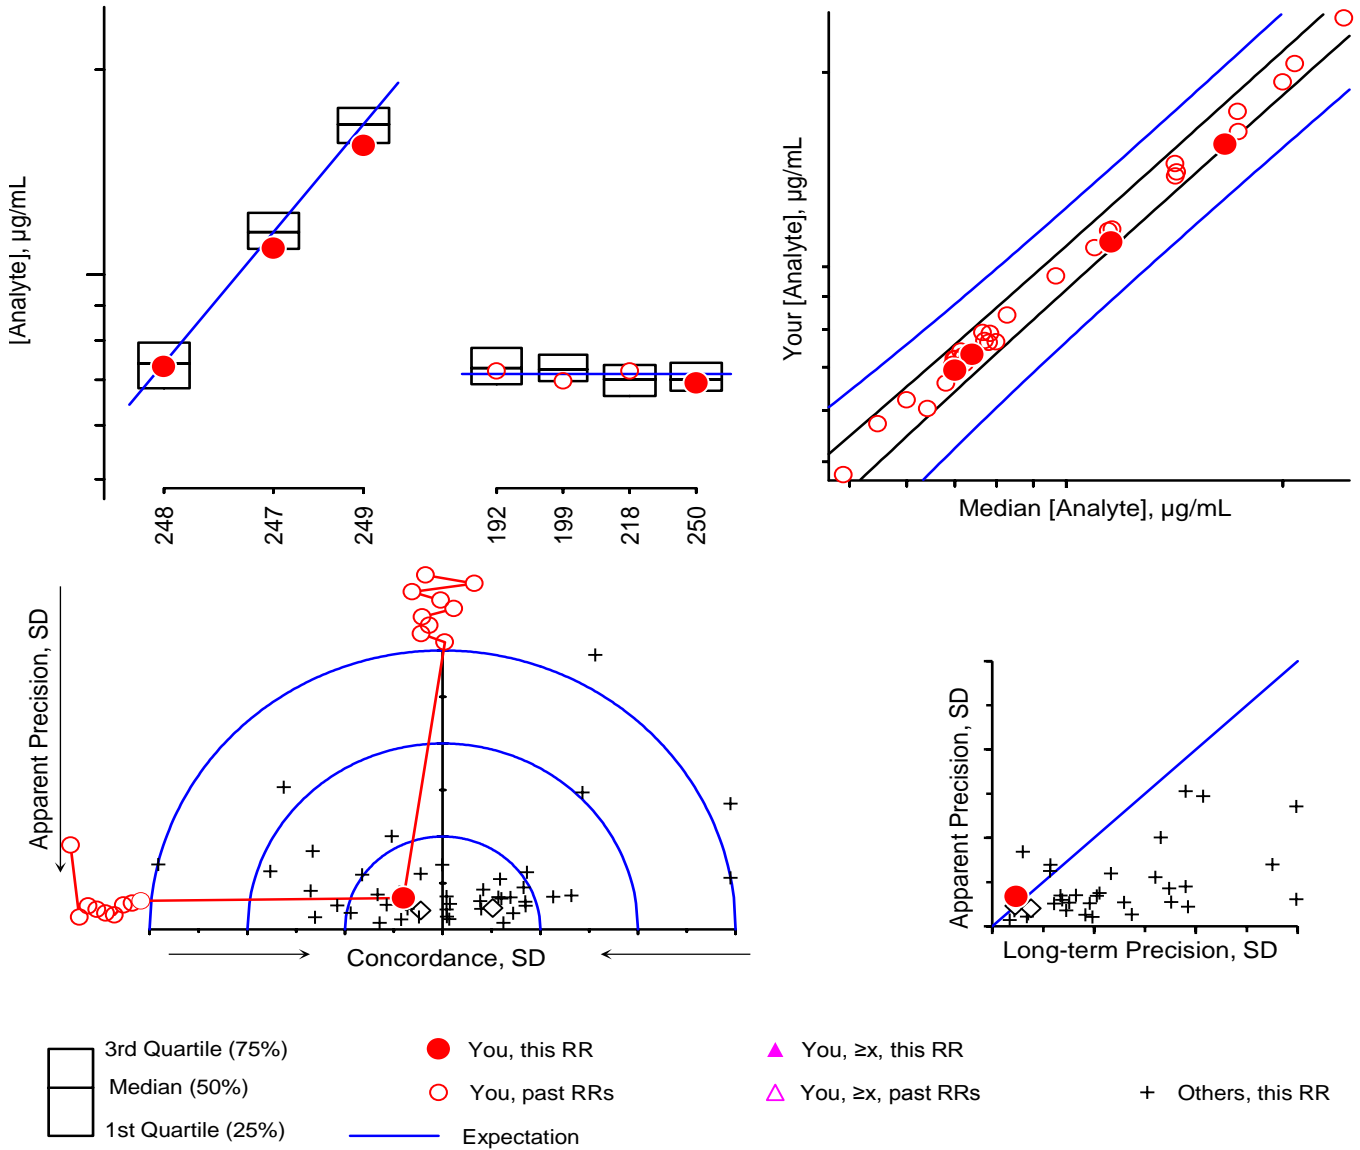 [Analyte], µg/mL
248
247
249
192
199
218
250
Your [Analyte], µg/mL
Median [Analyte], µg/mL
Apparent Precision, SD
Concordance, SD
Apparent Precision, SD
Long-term Precision, SD
3rd Quartile (75%)
Median (50%)
1st Quartile (25%)
You, this RR
You, past RRs
Expectation
You, ≥x, this RR
You, ≥x, past RRs
Others, this RR